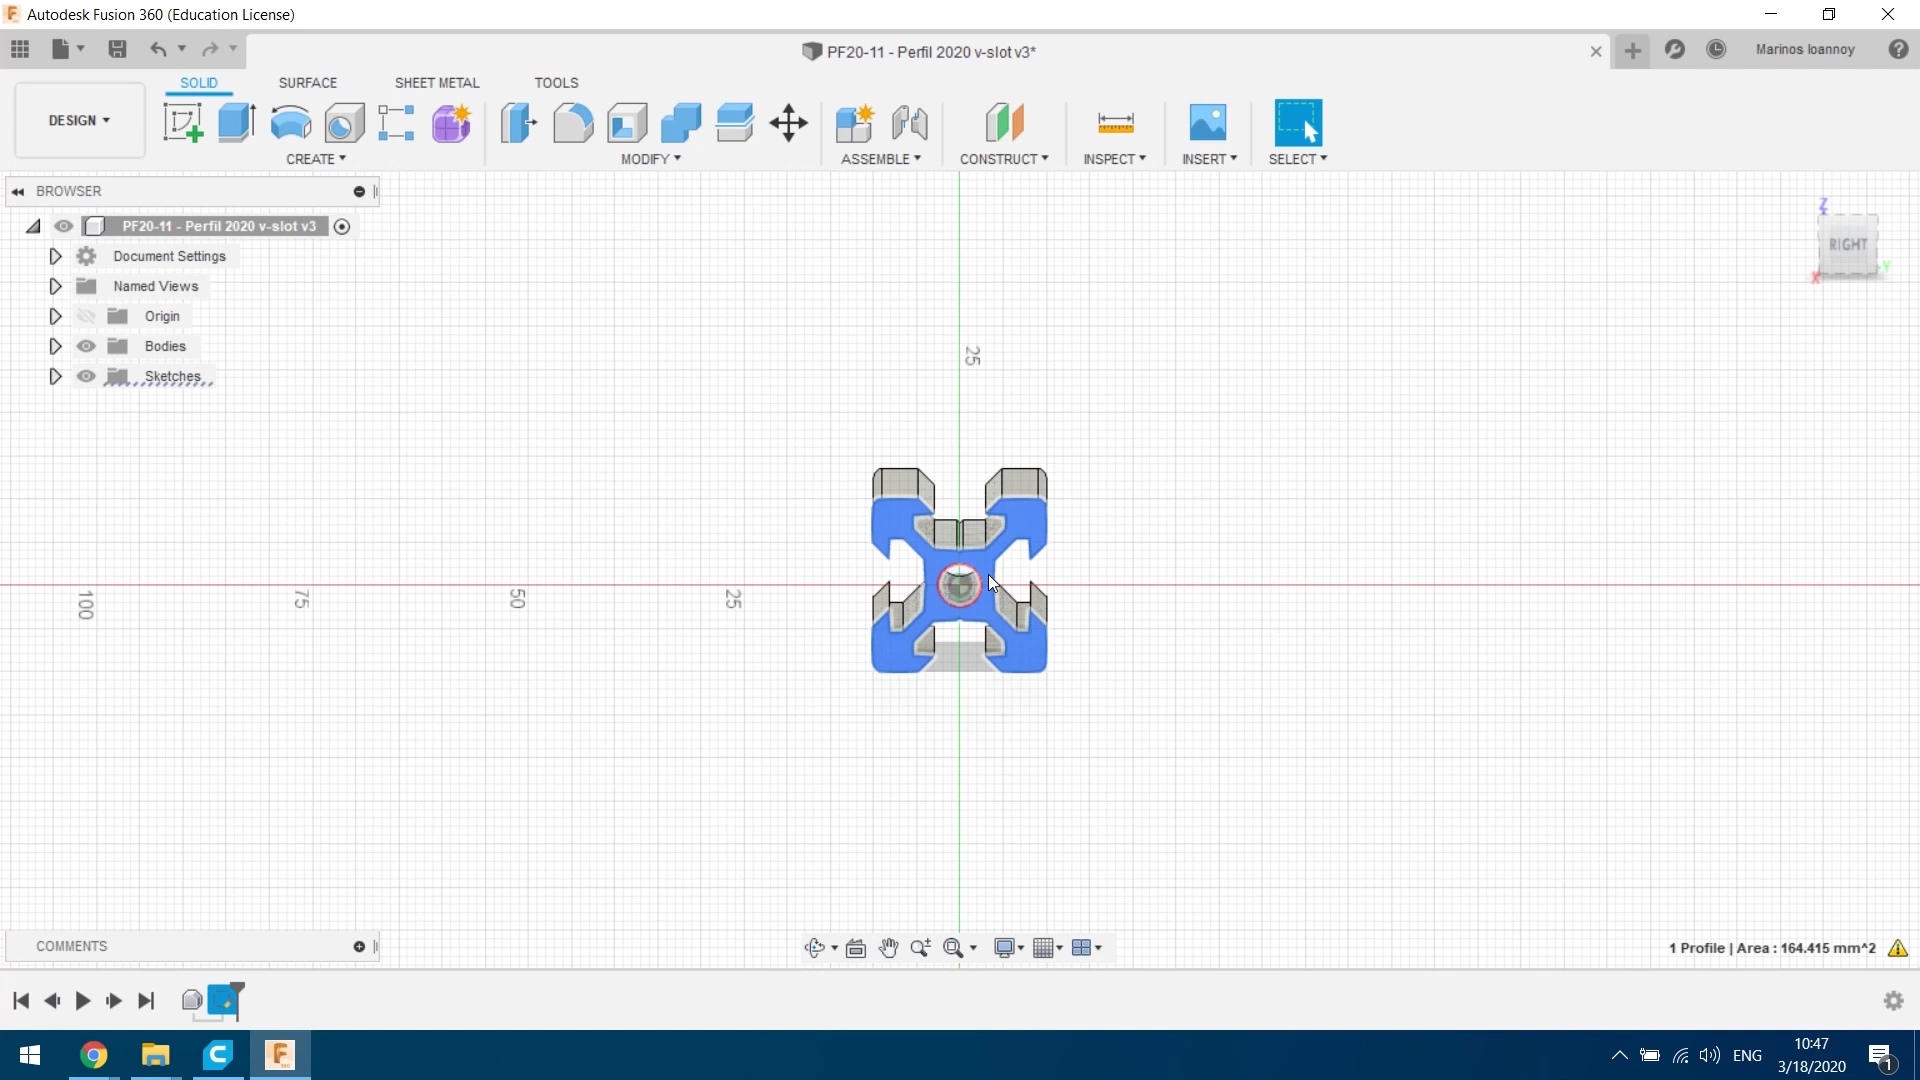 Autodesk Fusion 360 (Education License)
PF20-11 - Perfil 2020 v-slot v3*
Marinos Ioannoy
SOLID
SURFACE
SHEET METAL
TOOLS
DESIGN
CREATE
MODIFY
ASSEMBLE
CONSTRUCT
INSPECT
INSERT
SELECT
BROWSER
PF20-11 - Perfil 2020 v-slot v3
Document Settings
Named Views
Origin
Bodies
Sketches
Z
RIGHT
X
Y
25
100
75
50
25
COMMENTS
1 Profile | Area : 164.415 mm^2
ENG
10:47
3/18/2020
1